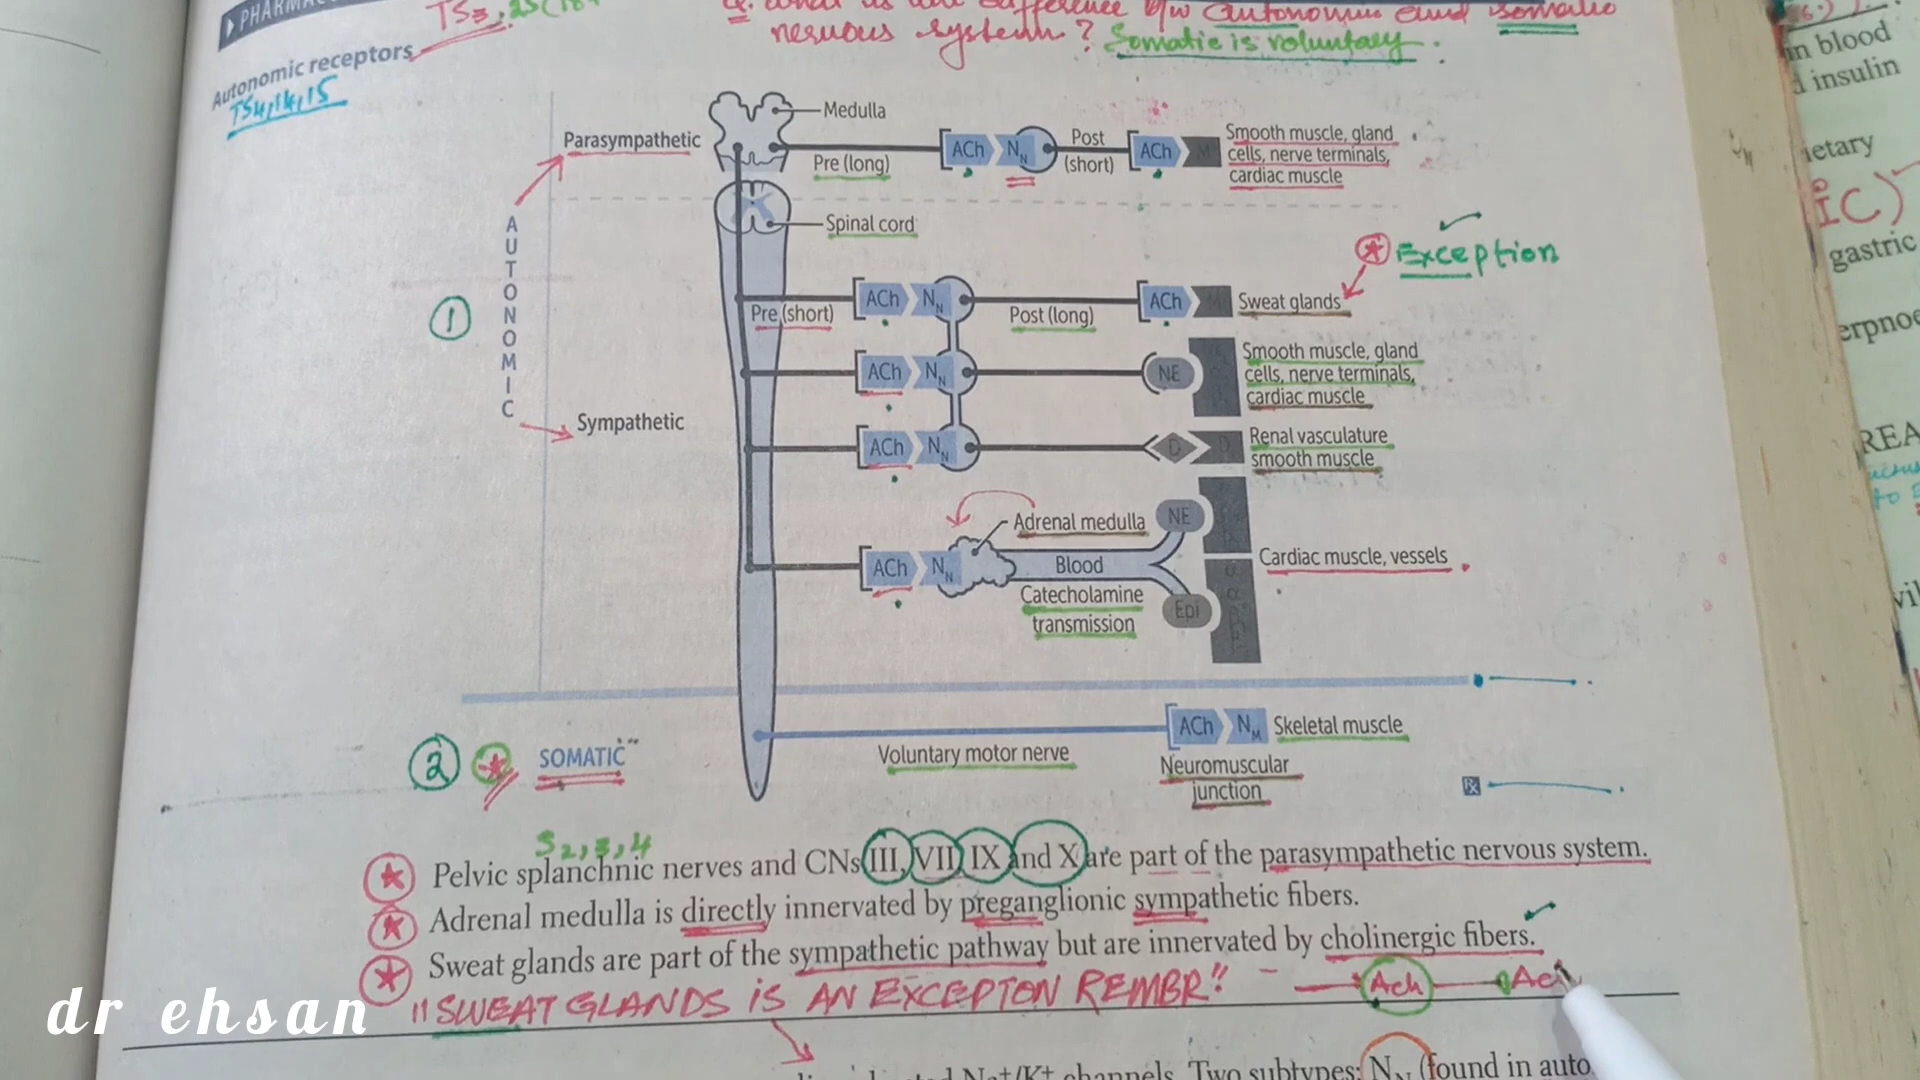 TS3, 25(
Q. What is the difference b/w autonomic and somatic
nervous system? Somatic is voluntary.
Autonomic receptors
TS4,14,15
Medulla
Parasympathetic
Pre (long)
ACh NN
Post
(short)
ACh
Smooth muscle, gland
cells, nerve terminals,
cardiac muscle
Spinal cord
Exception
AUTONOMIC
1
Pre (short)
ACh NN
Post (long)
ACh
Sweat glands
ACh NN
NE
Smooth muscle, gland
cells, nerve terminals,
cardiac muscle
Sympathetic
ACh NN
D
Renal vasculature
smooth muscle
Adrenal medulla
NE
ACh NN
Blood
Cardiac muscle, vessels
Catecholamine
transmission
Epi
2
SOMATIC
Voluntary motor nerve
ACh NM Skeletal muscle
Neuromuscular
junction
Rx
S2,3,4
Pelvic splanchnic nerves and CNs III, VII, IX and X are part of the parasympathetic nervous system.
Adrenal medulla is directly innervated by preganglionic sympathetic fibers.
Sweat glands are part of the sympathetic pathway but are innervated by cholinergic fibers.
"SWEAT GLANDS IS AN EXCEPTON REMBR" Ach Ach
dr ehsan
channels. Two subtypes: NN (found in auto
in blood
insulin
ietary
iC)
gastric
erpnoe
REA